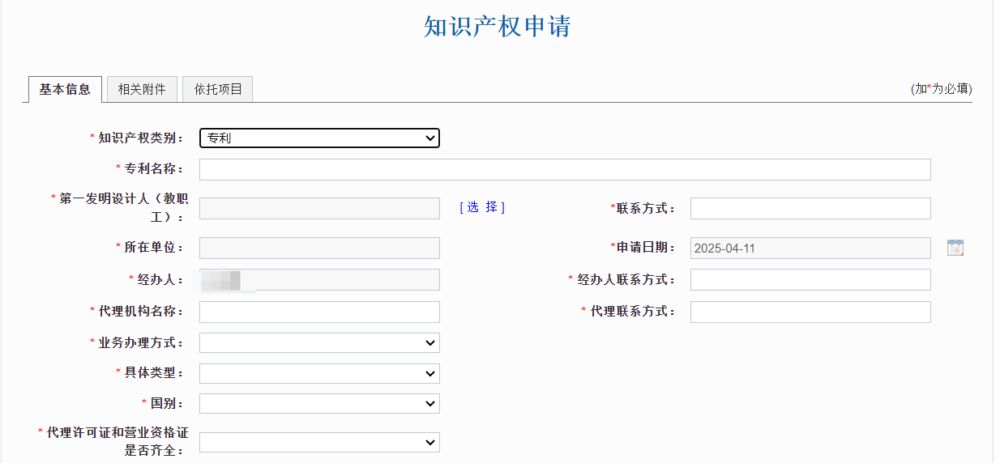 知识产权申请
基本信息 相关附件 依托项目 (加*为必填)
* 知识产权类别： 专利
* 专利名称：
* 第一发明设计人（教职
工）： [ 选 择 ] *联系方式：
* 所在单位： *申请日期： 2025-04-11
* 经办人： * 经办人联系方式：
* 代理机构名称： * 代理联系方式：
* 业务办理方式：
* 具体类型：
* 国别：
* 代理许可证和营业资格证
是否齐全：